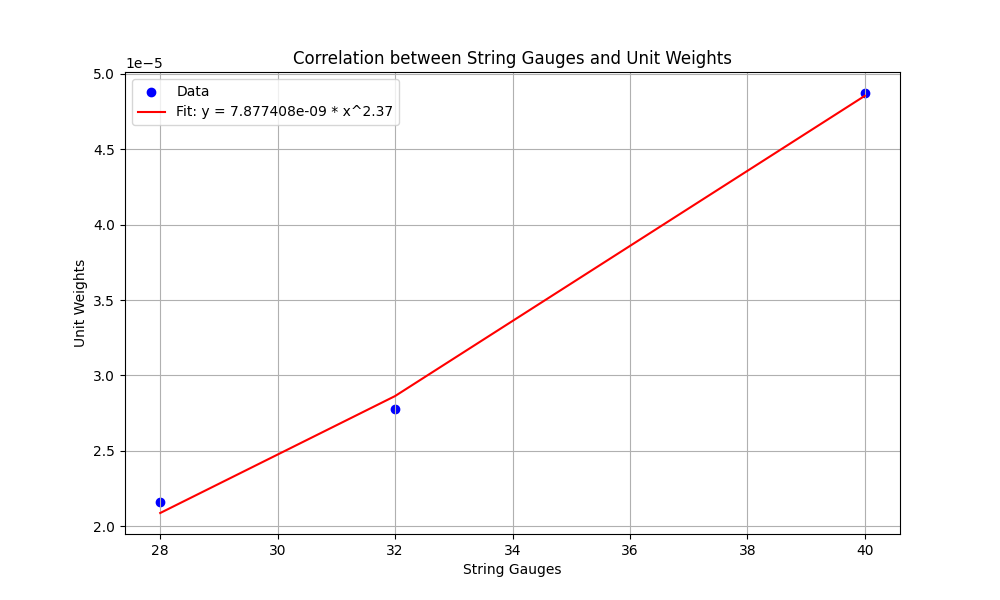 Correlation between String Gauges and Unit Weights
1e−5
Data
Fit: y = 7.877408e-09 * x^2.37
5.0
4.5
4.0
3.5
3.0
2.5
2.0
Unit Weights
28 30 32 34 36 38 40
String Gauges